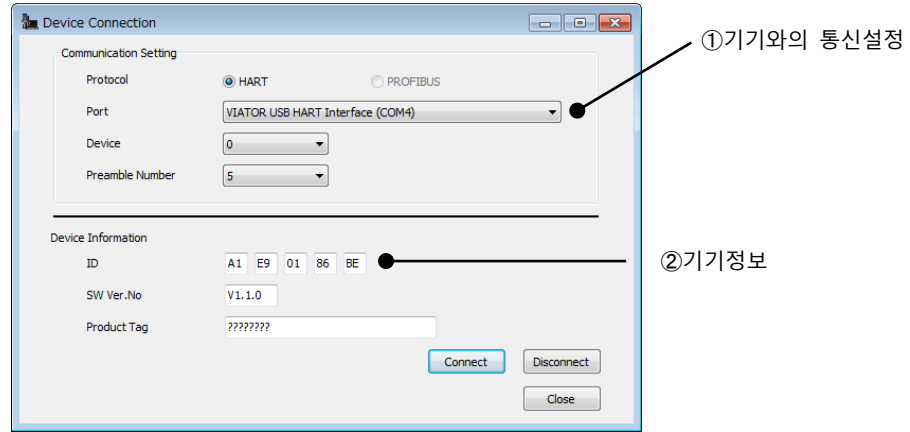 Device Connection
①기기와의 통신설정
Communication Setting
Protocol HART PROFIBUS
Port VIATOR USB HART Interface (COM4)
Device 0
Preamble Number 5
Device Information
②기기정보
ID A1 E9 01 86 BE
SW Ver.No V1.1.0
Product Tag ????????
Connect Disconnect
Close